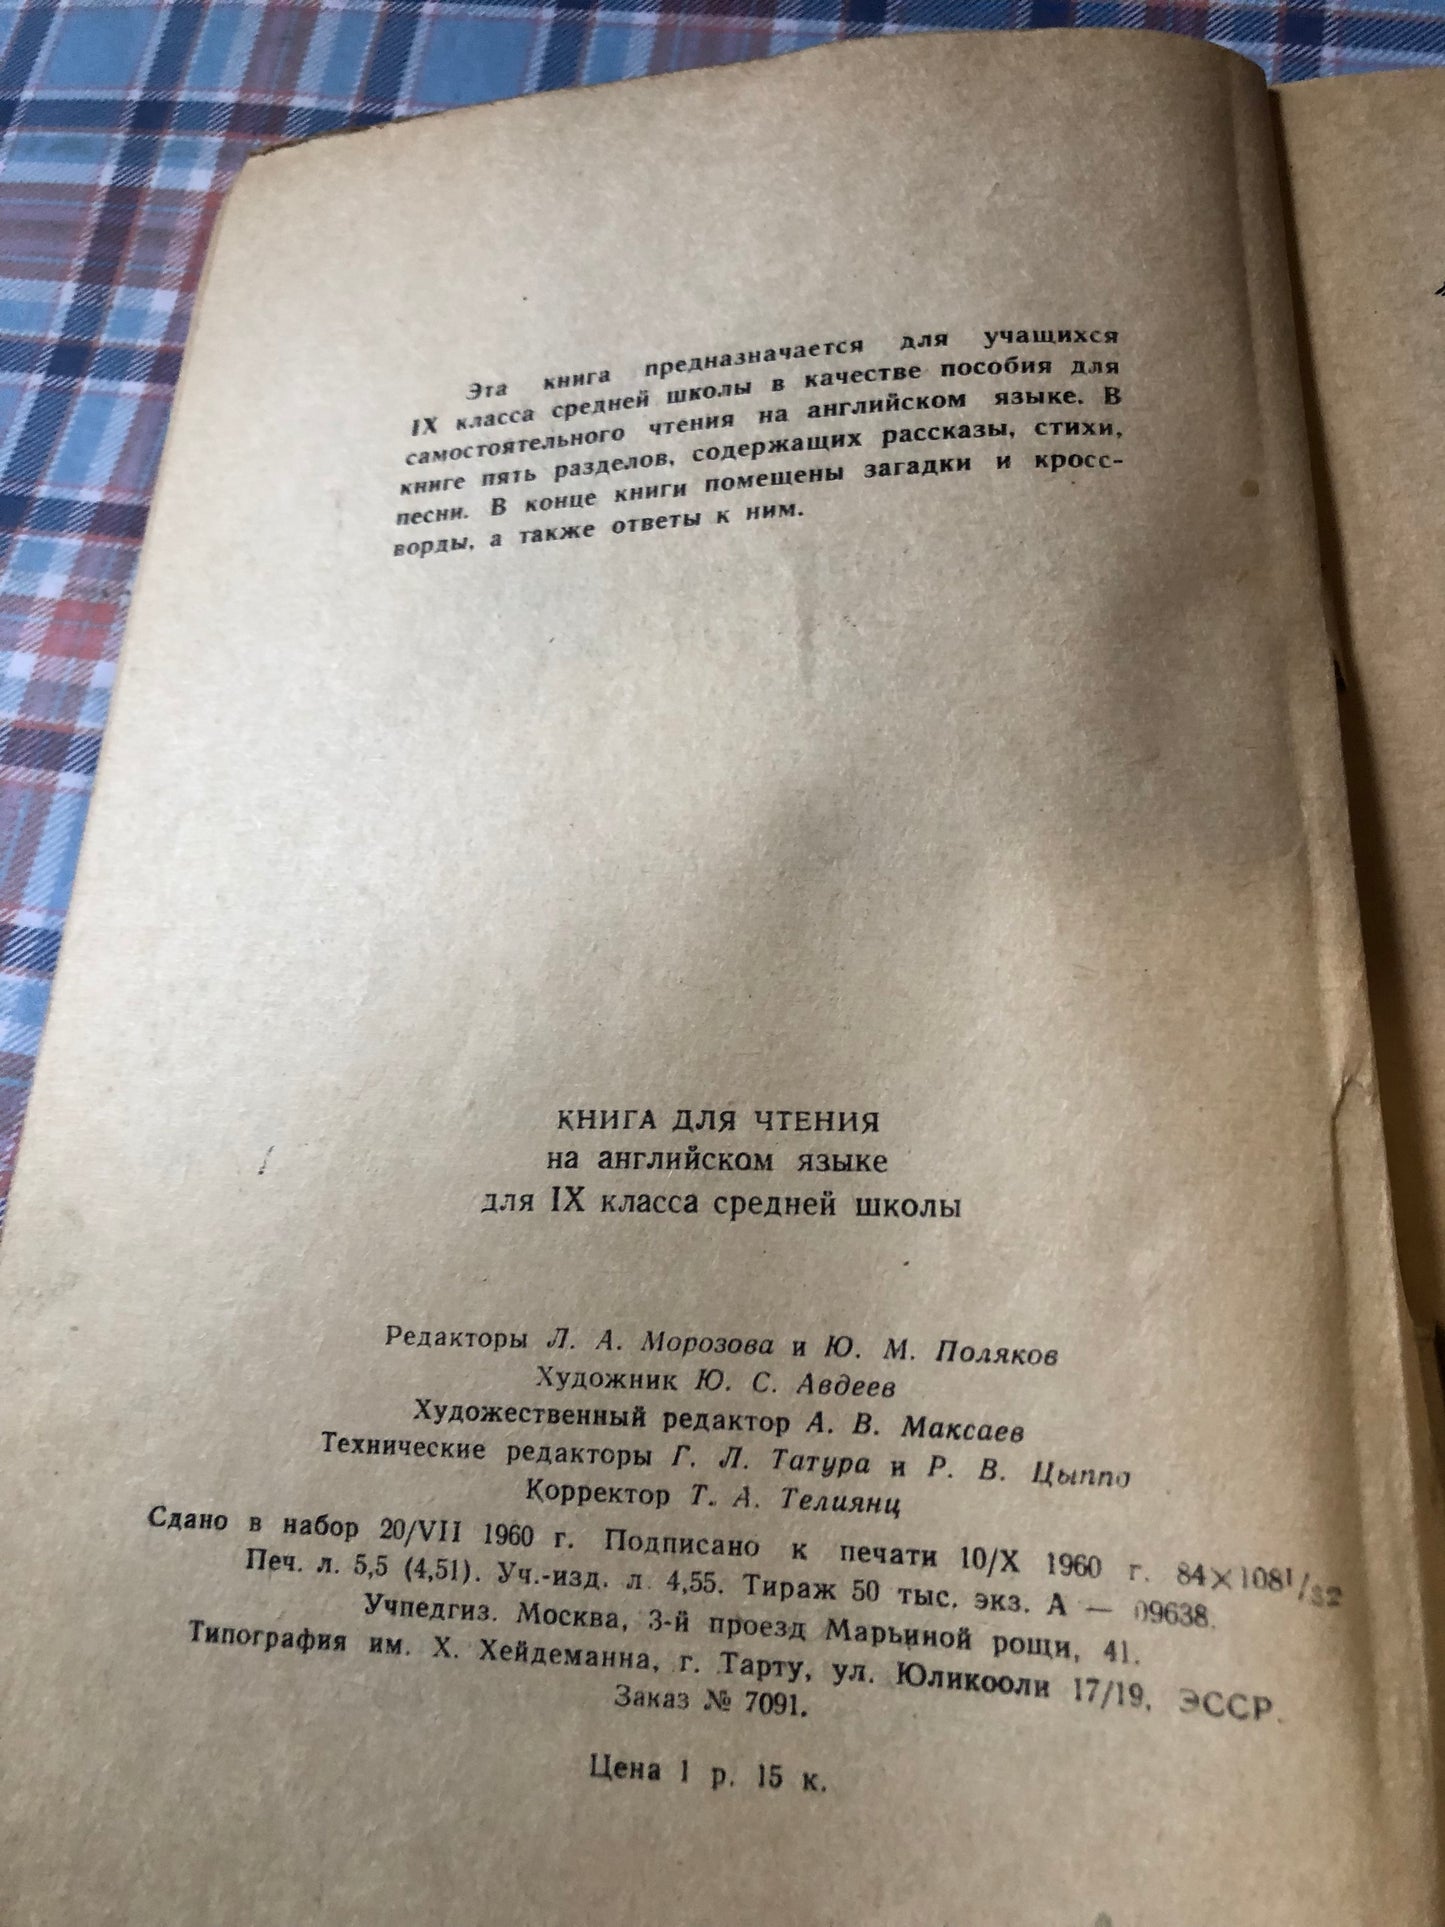 Эта книга предназначается для учащихся
IX класса средней школы в качестве пособия для
самостоятельного чтения на английском языке. В
книге пять разделов, содержащих рассказы, стихи,
песни. В конце книги помещены загадки и кросс-
ворды, а также ответы к ним.
КНИГА ДЛЯ ЧТЕНИЯ
на английском языке
для IX класса средней школы
Редакторы Л. А. Морозова и Ю. М. Поляков
Художник Ю. С. Авдеев
Художественный редактор А. В. Максаев
Технические редакторы Г. Л. Татура и Р. В. Цыппо
Корректор Т. А. Телиянц
Сдано в набор 20/VII 1960 г. Подписано к печати 10/X 1960 г. 84×108¹/₃₂
Печ. л. 5,5 (4,51). Уч.-изд. л. 4,55. Тираж 50 тыс. экз. А — 09638.
Учпедгиз. Москва, 3-й проезд Марьиной рощи, 41.
Типография им. Х. Хейдеманна, г. Тарту, ул. Юликооли 17/19, ЭССР.
Заказ № 7091.
Цена 1 р. 15 к.